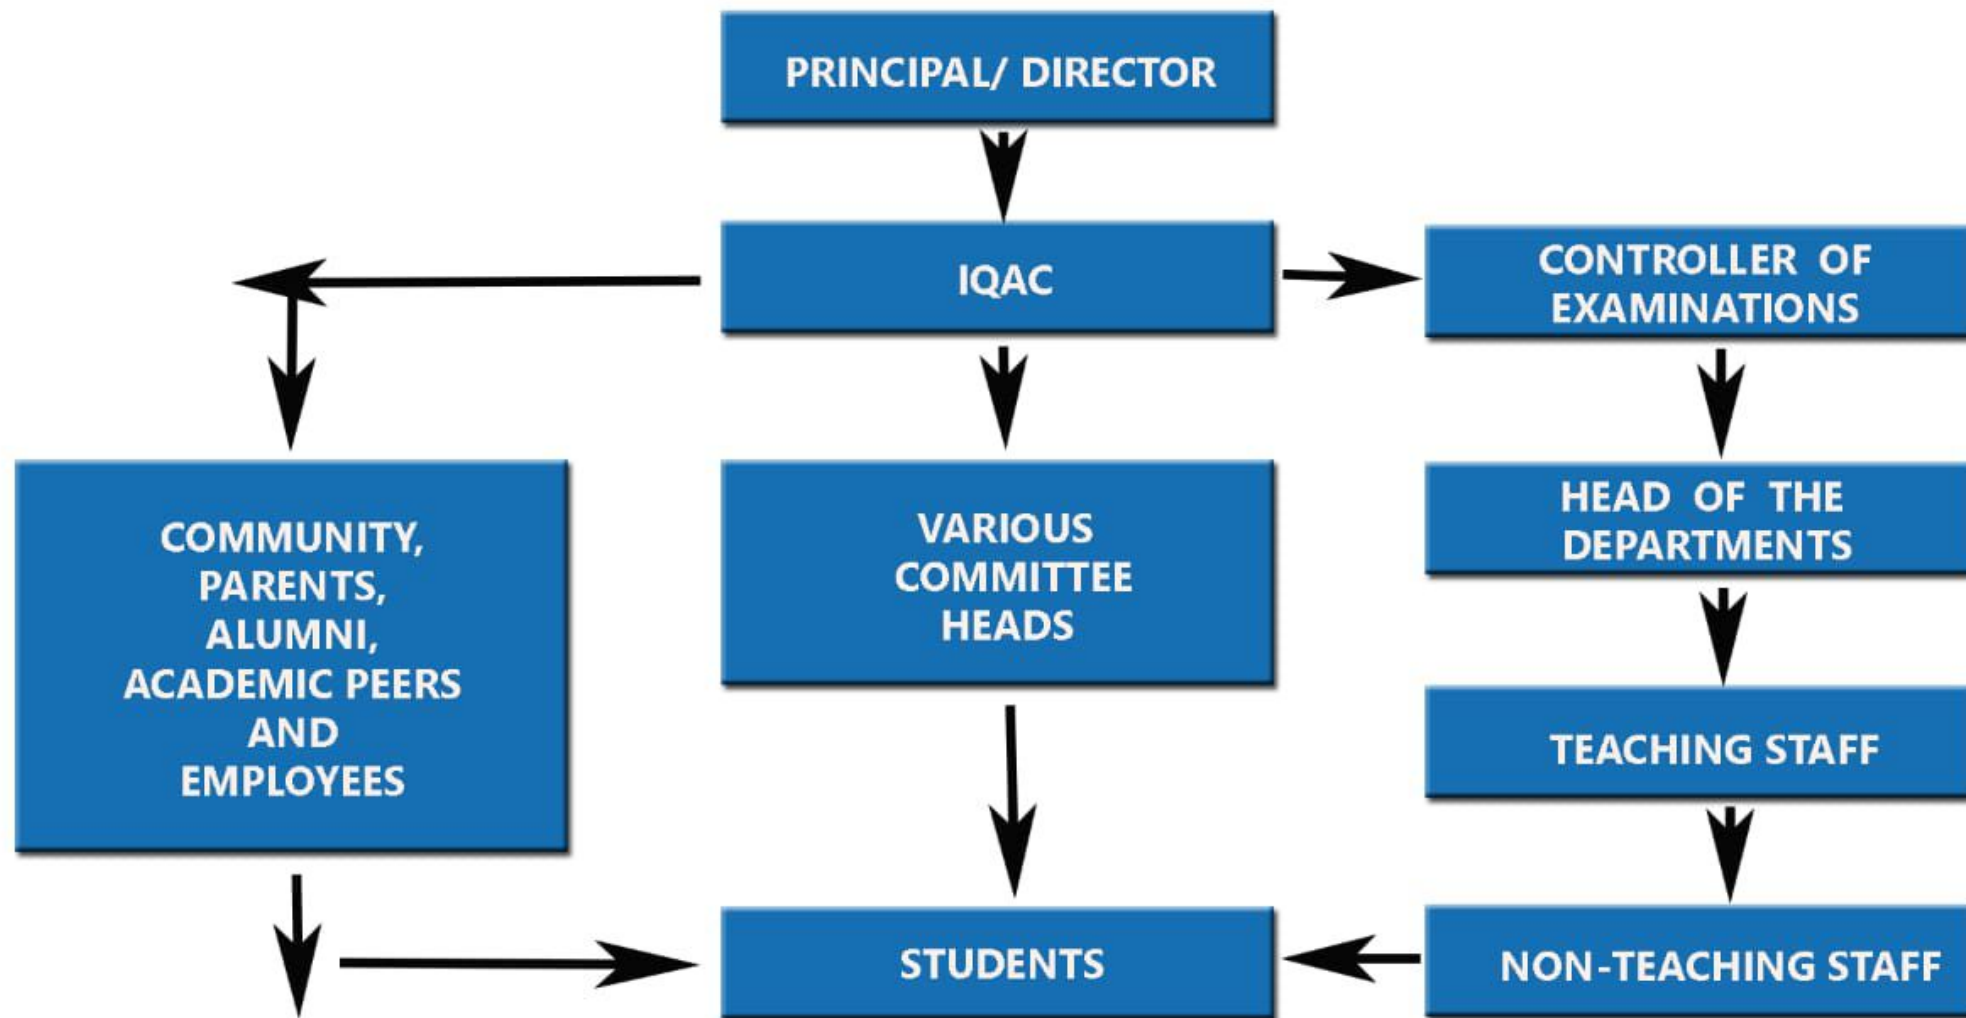 PRINCIPAL/ DIRECTOR
IQAC
CONTROLLER OF
EXAMINATIONS
COMMUNITY,
PARENTS,
ALUMNI,
ACADEMIC PEERS
AND
EMPLOYEES
VARIOUS
COMMITTEE
HEADS
HEAD OF THE
DEPARTMENTS
TEACHING STAFF
STUDENTS
NON-TEACHING STAFF